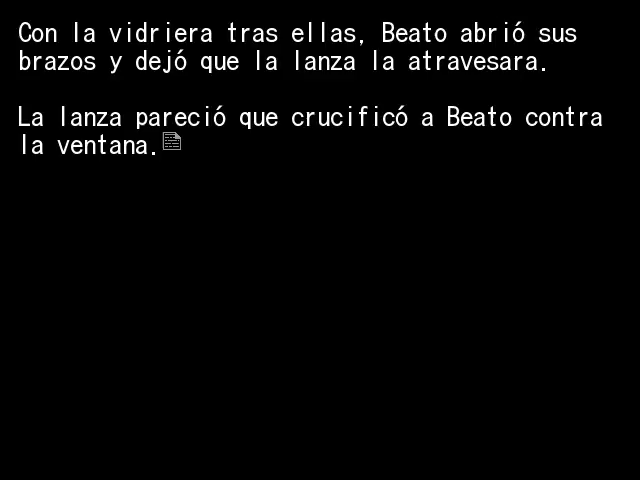 Con la vidriera tras ellas, Beato abrió sus
brazos y dejó que la lanza la atravesara.
La lanza pareció que crucificó a Beato contra
la ventana.